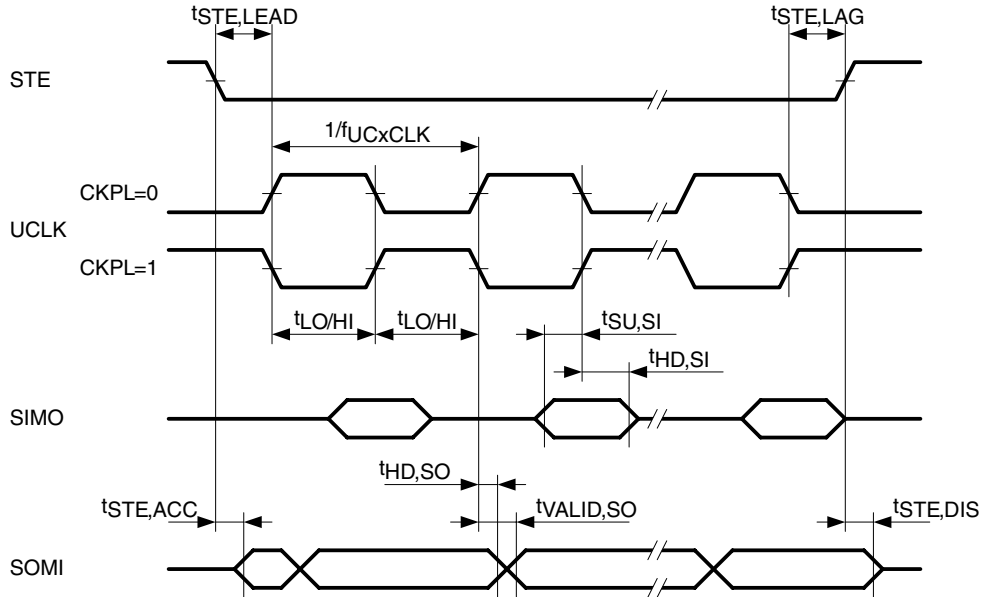 tSTE,LEAD
tSTE,LAG
STE
1/fUCxCLK
CKPL=0
UCLK
CKPL=1
tLO/HI
tLO/HI
tSU,SI
tHD,SI
SIMO
tHD,SO
tSTE,ACC
tVALID,SO
tSTE,DIS
SOMI